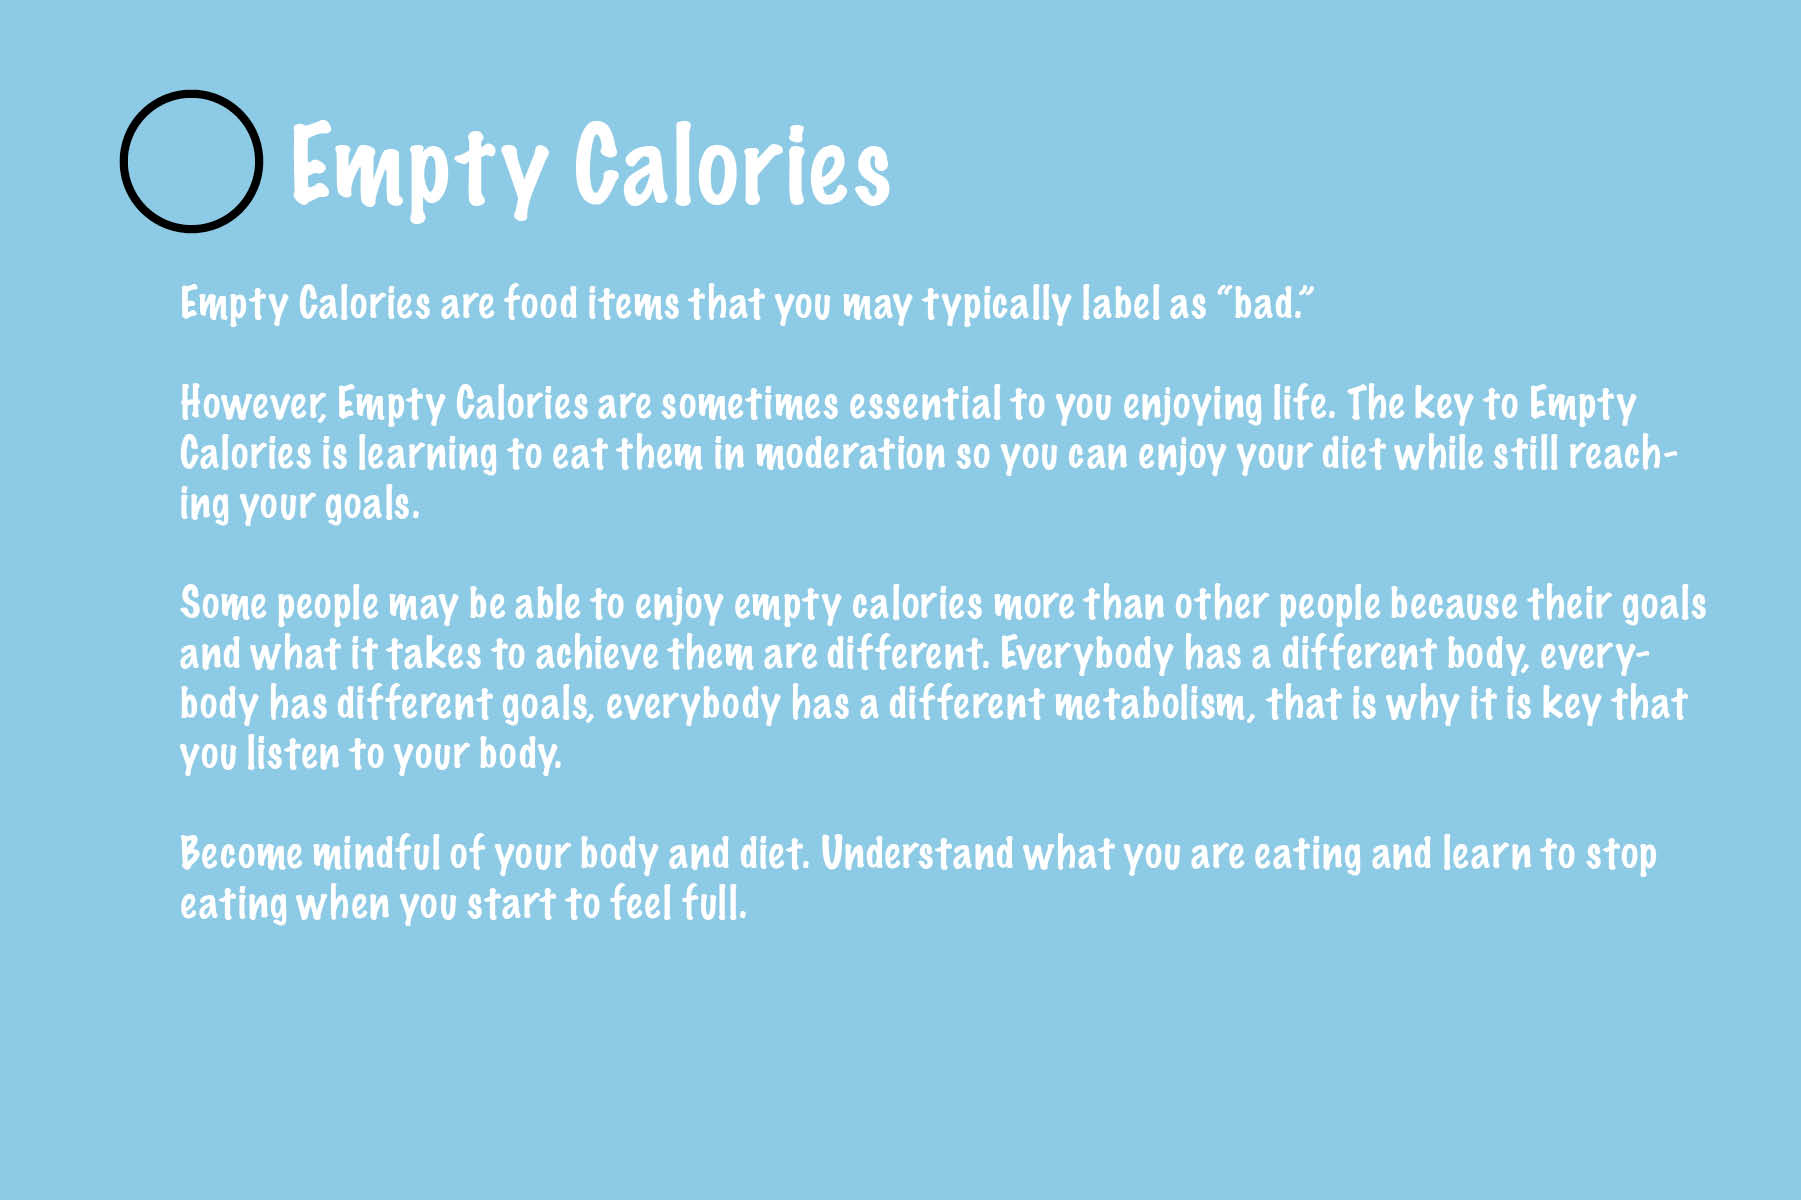 Empty Calories
Empty Calories are food items that you may typically label as “bad.”
However, Empty Calories are sometimes essential to you enjoying life. The key to Empty
Calories is learning to eat them in moderation so you can enjoy your diet while still reach-
ing your goals.
Some people may be able to enjoy empty calories more than other people because their goals
and what it takes to achieve them are different. Everybody has a different body, every-
body has different goals, everybody has a different metabolism, that is why it is key that
you listen to your body.
Become mindful of your body and diet. Understand what you are eating and learn to stop
eating when you start to feel full.